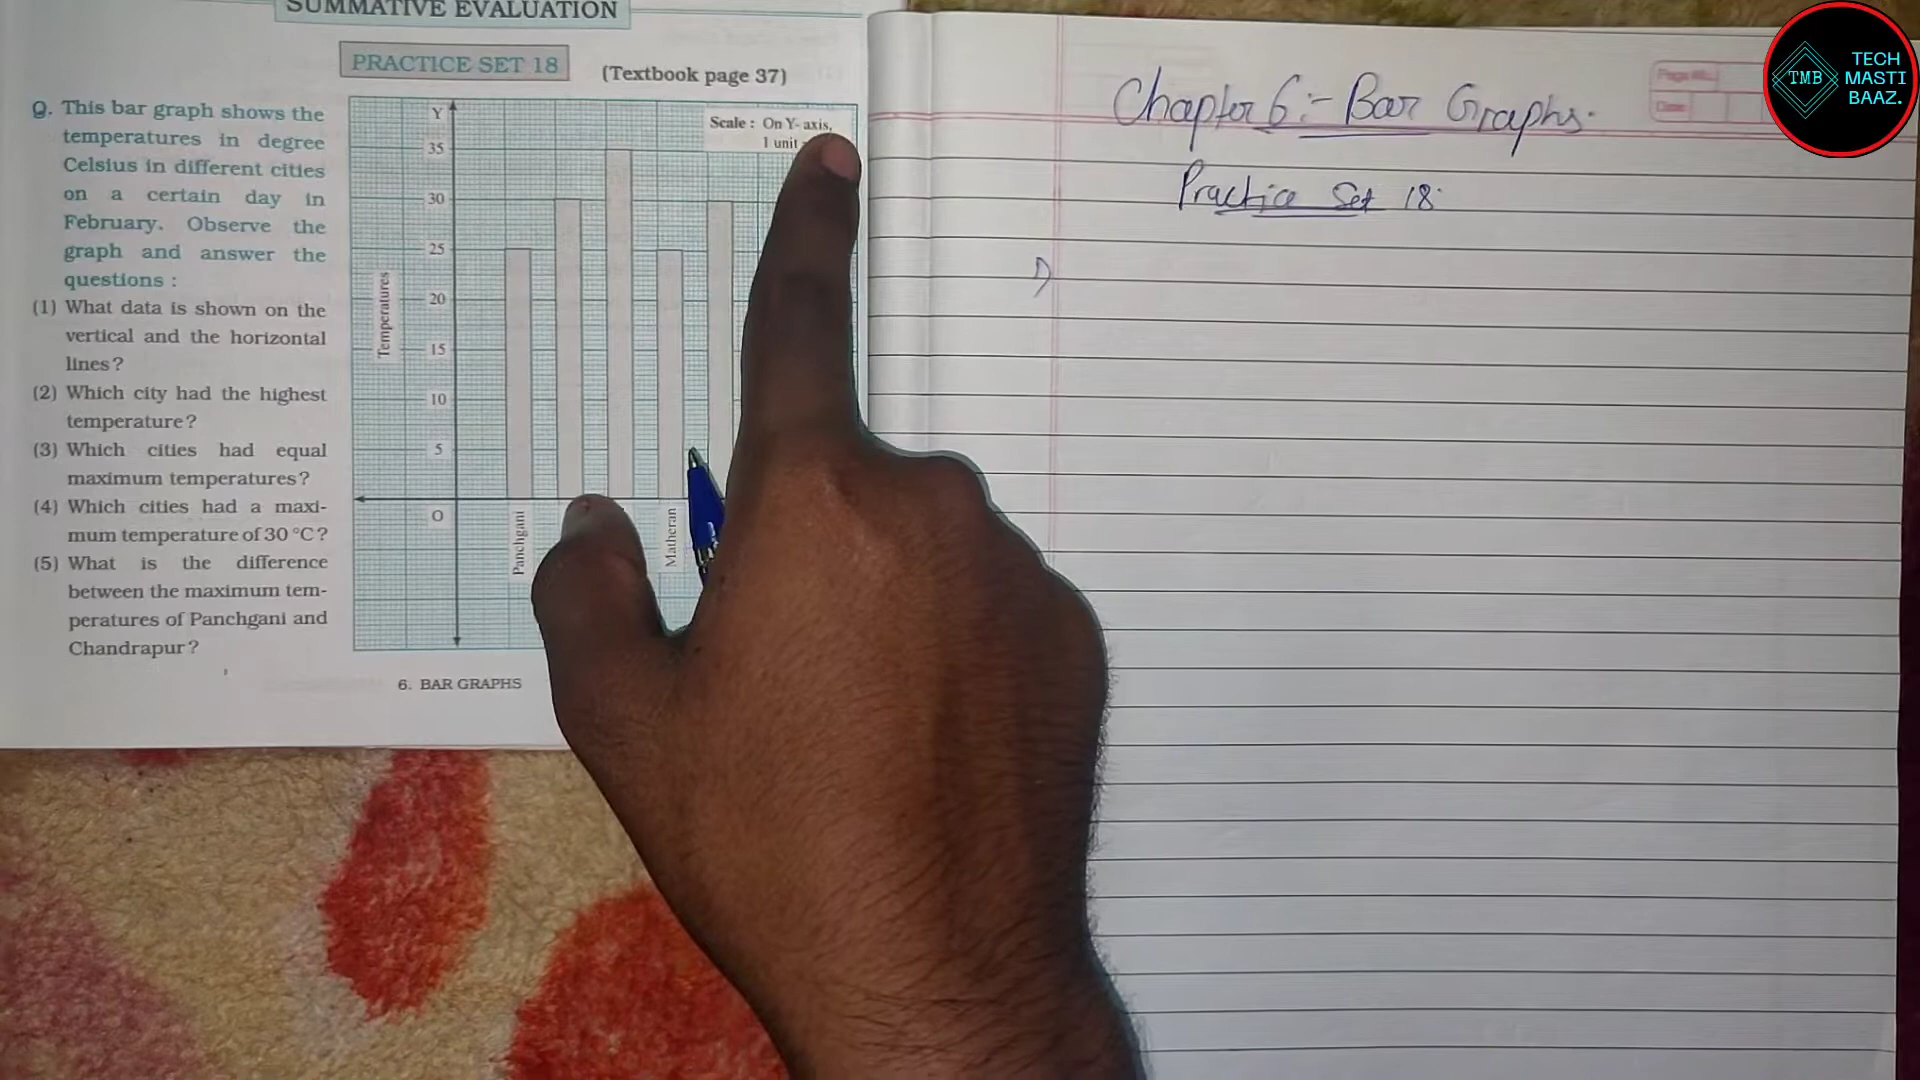 SUMMATIVE EVALUATION
PRACTICE SET 18
(Textbook page 37)
Q. This bar graph shows the
temperatures in degree
Celsius in different cities
on a certain day in
February. Observe the
graph and answer the
questions :
(1) What data is shown on the
vertical and the horizontal
lines?
(2) Which city had the highest
temperature?
(3) Which cities had equal
maximum temperatures?
(4) Which cities had a maxi-
mum temperature of 30 °C?
(5) What is the difference
between the maximum tem-
peratures of Panchgani and
Chandrapur?
Y
Scale : On Y- axis,
1 unit
35
30
25
20
15
10
5
O
Temperatures
Panchgani
Matheran
6. BAR GRAPHS
Chapter 6:- Bar Graphs.
Practice Set 18
1)
TMB
TECH
MASTI
BAAZ.